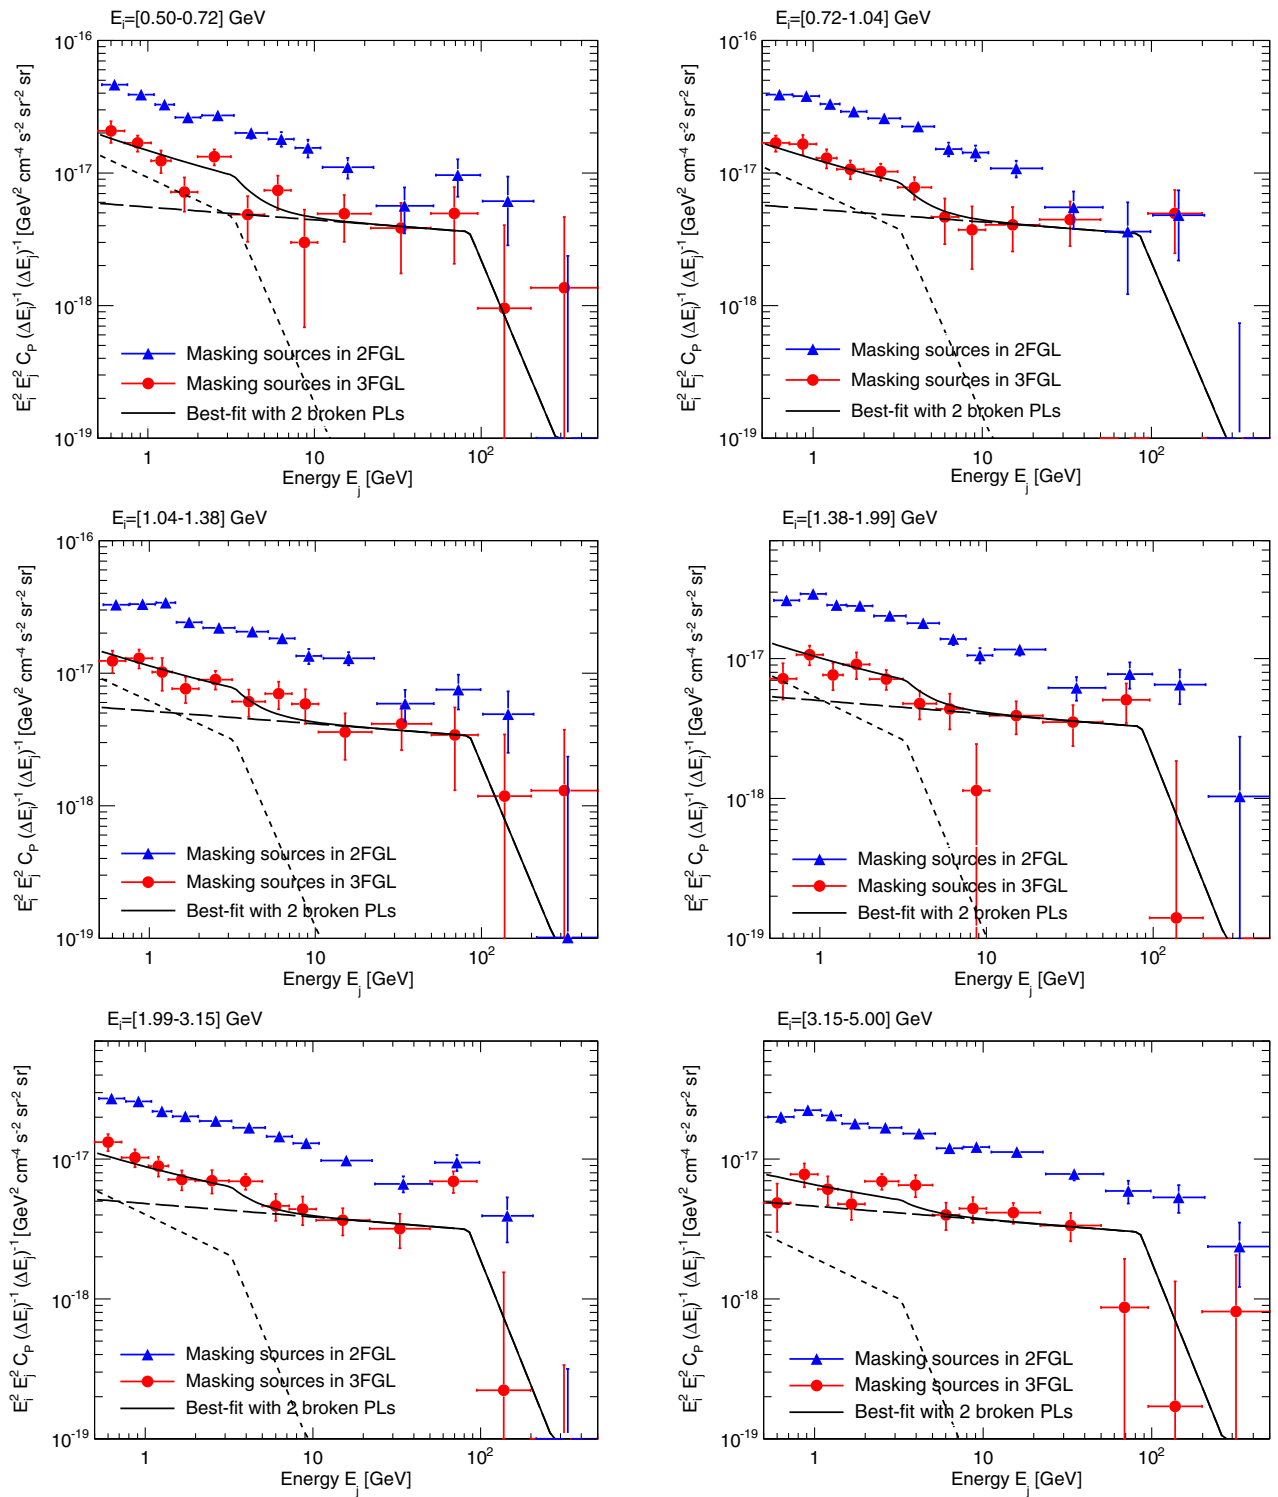 E_i=[0.50-0.72] GeV
10^-16
10^-17
10^-18
10^-19
E_i^2 E_j^2 C_P (ΔE_i)^-1 (ΔE_j)^-1 [GeV^2 cm^-4 s^-2 sr^-2 sr]
Masking sources in 2FGL
Masking sources in 3FGL
Best-fit with 2 broken PLs
1
10
10^2
Energy E_j [GeV]
E_i=[0.72-1.04] GeV
10^-16
10^-17
10^-18
10^-19
E_i^2 E_j^2 C_P (ΔE_i)^-1 (ΔE_j)^-1 [GeV^2 cm^-4 s^-2 sr^-2 sr]
Masking sources in 2FGL
Masking sources in 3FGL
Best-fit with 2 broken PLs
1
10
10^2
Energy E_j [GeV]
E_i=[1.04-1.38] GeV
10^-16
10^-17
10^-18
10^-19
E_i^2 E_j^2 C_P (ΔE_i)^-1 (ΔE_j)^-1 [GeV^2 cm^-4 s^-2 sr^-2 sr]
Masking sources in 2FGL
Masking sources in 3FGL
Best-fit with 2 broken PLs
1
10
10^2
Energy E_j [GeV]
E_i=[1.38-1.99] GeV
10^-17
10^-18
10^-19
E_i^2 E_j^2 C_P (ΔE_i)^-1 (ΔE_j)^-1 [GeV^2 cm^-4 s^-2 sr^-2 sr]
Masking sources in 2FGL
Masking sources in 3FGL
Best-fit with 2 broken PLs
1
10
10^2
Energy E_j [GeV]
E_i=[1.99-3.15] GeV
10^-17
10^-18
10^-19
E_i^2 E_j^2 C_P (ΔE_i)^-1 (ΔE_j)^-1 [GeV^2 cm^-4 s^-2 sr^-2 sr]
Masking sources in 2FGL
Masking sources in 3FGL
Best-fit with 2 broken PLs
1
10
10^2
Energy E_j [GeV]
E_i=[3.15-5.00] GeV
10^-17
10^-18
10^-19
E_i^2 E_j^2 C_P (ΔE_i)^-1 (ΔE_j)^-1 [GeV^2 cm^-4 s^-2 sr^-2 sr]
Masking sources in 2FGL
Masking sources in 3FGL
Best-fit with 2 broken PLs
1
10
10^2
Energy E_j [GeV]